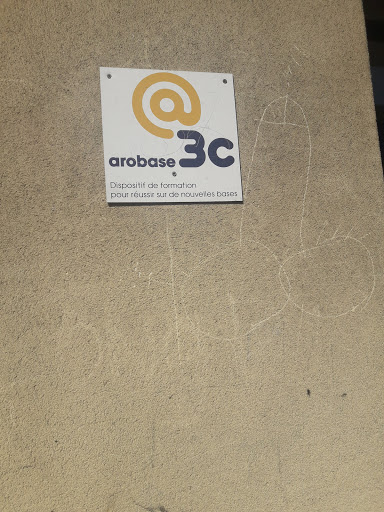 @
arobase 3c
Dispositif de formation
pour réussir sur de nouvelles bases